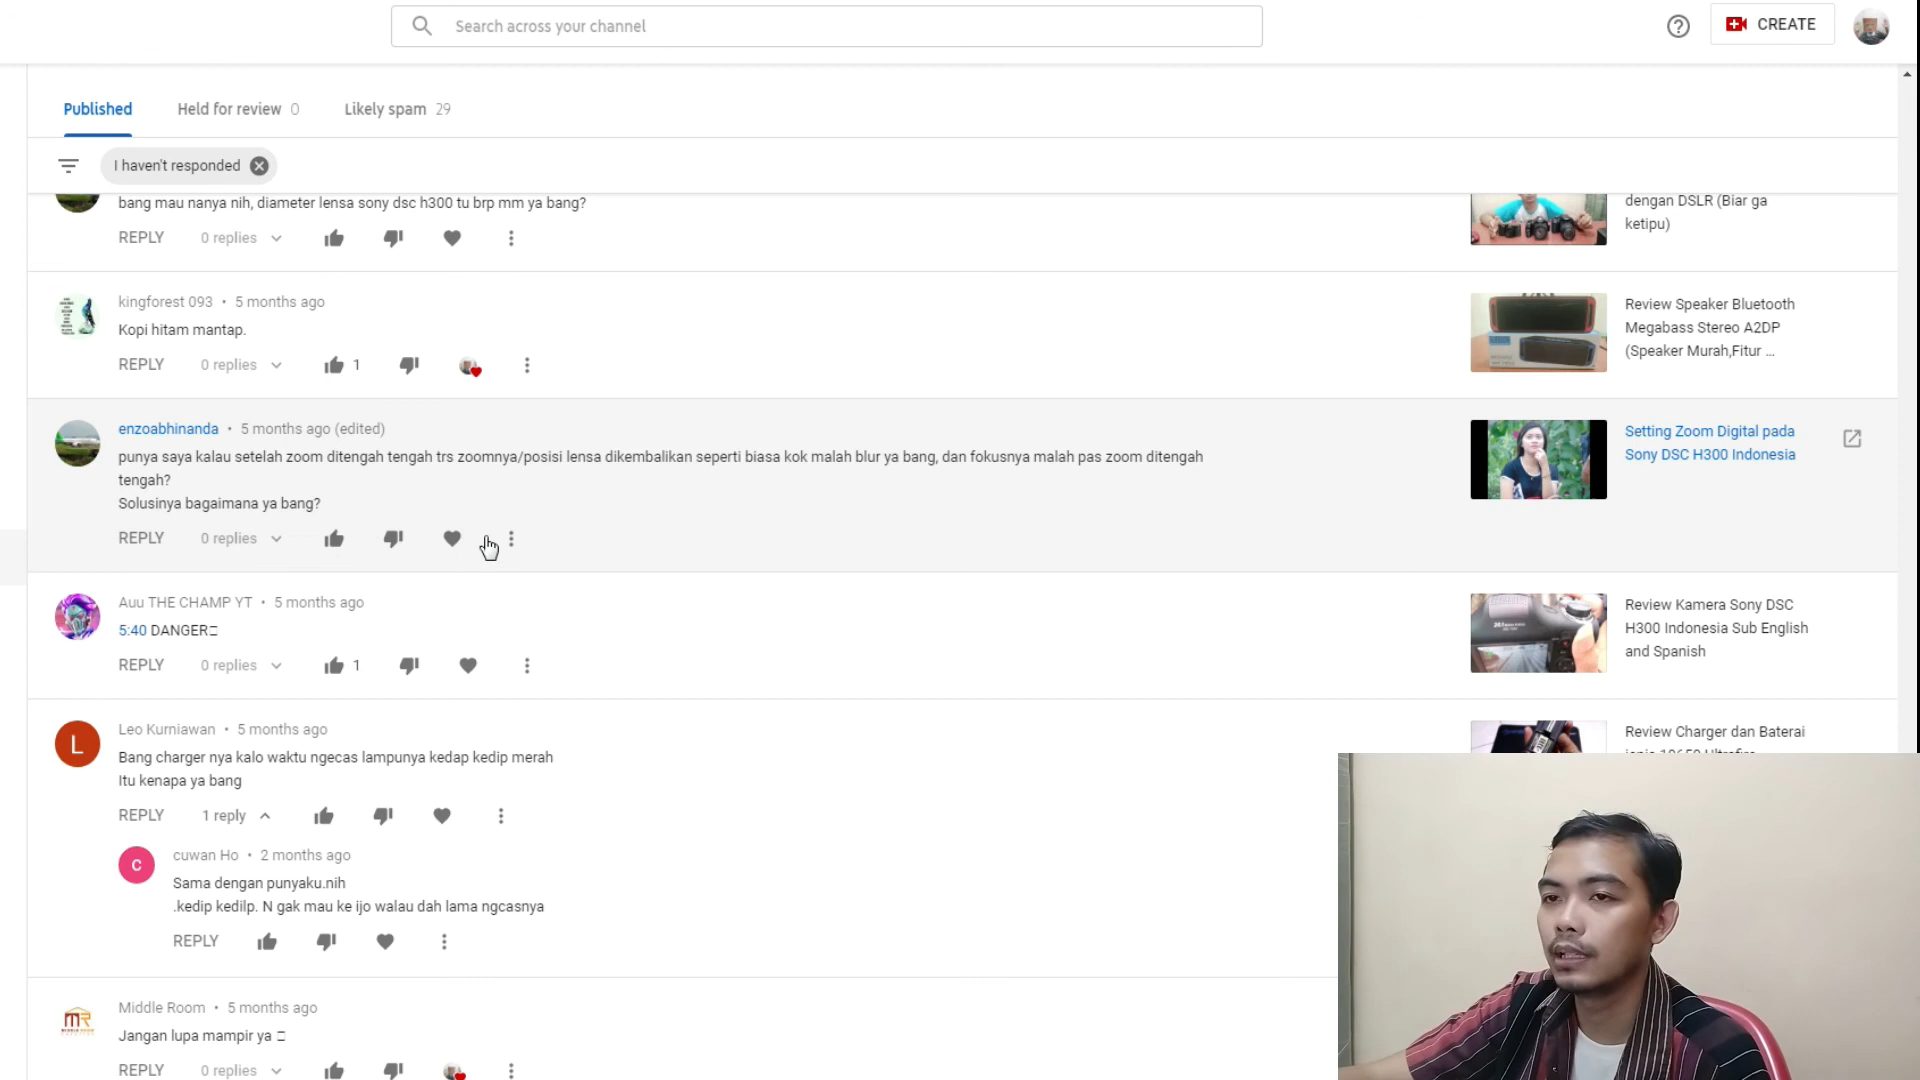 Search across your channel
CREATE
Published
Held for review 0
Likely spam 29
I haven't responded
bang mau nanya nih, diameter lensa sony dsc h300 tu brp mm ya bang?
REPLY 0 replies
dengan DSLR (Biar ga
ketipu)
kingforest 093 • 5 months ago
Kopi hitam mantap.
REPLY 0 replies 1
Review Speaker Bluetooth
Megabass Stereo A2DP
(Speaker Murah,Fitur ...
enzoabhinanda • 5 months ago (edited)
punya saya kalau setelah zoom ditengah tengah trs zoomnya/posisi lensa dikembalikan seperti biasa kok malah blur ya bang, dan fokusnya malah pas zoom ditengah
tengah?
Solusinya bagaimana ya bang?
REPLY 0 replies
Setting Zoom Digital pada
Sony DSC H300 Indonesia
Auu THE CHAMP YT • 5 months ago
5:40 DANGER
REPLY 0 replies 1
Review Kamera Sony DSC
H300 Indonesia Sub English
and Spanish
L
Leo Kurniawan • 5 months ago
Bang charger nya kalo waktu ngecas lampunya kedap kedip merah
Itu kenapa ya bang
REPLY 1 reply
Review Charger dan Baterai
C
cuwan Ho • 2 months ago
Sama dengan punyaku.nih
.kedip kedilp. N gak mau ke ijo walau dah lama ngcasnya
REPLY
Middle Room • 5 months ago
Jangan lupa mampir ya
REPLY 0 replies